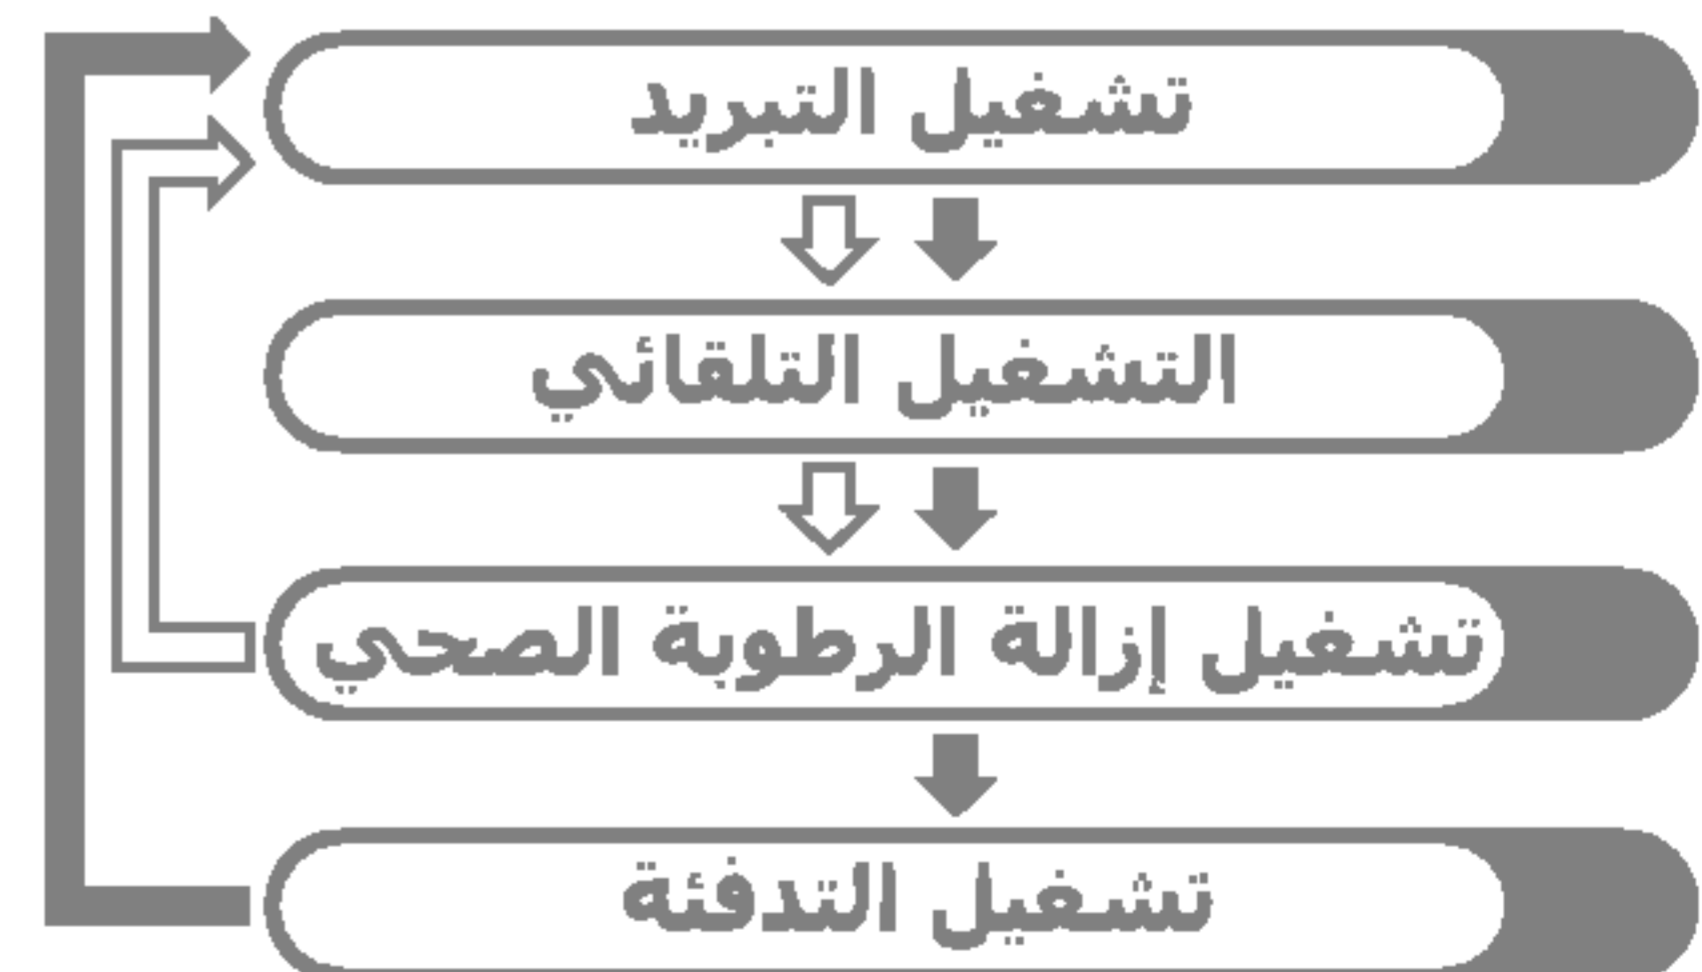 تشغيل التبريد
التشغيل التلقائي
تشغيل إزالة الرطوبة الصحي
تشغيل التدفئة